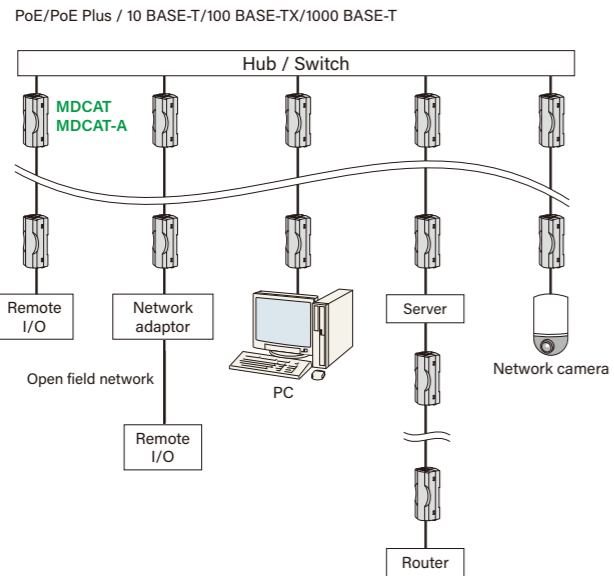 PoE/PoE Plus / 10 BASE-T/100 BASE-TX/1000 BASE-T
Hub / Switch
MDCAT
MDCAT-A
Remote
I/O
Network
adaptor
Server
Network camera
PC
Open field network
Remote
I/O
Router